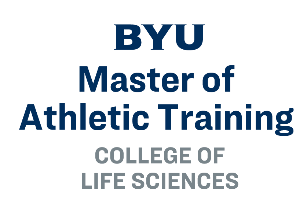 BYU
Master of
Athletic Training
COLLEGE OF
LIFE SCIENCES